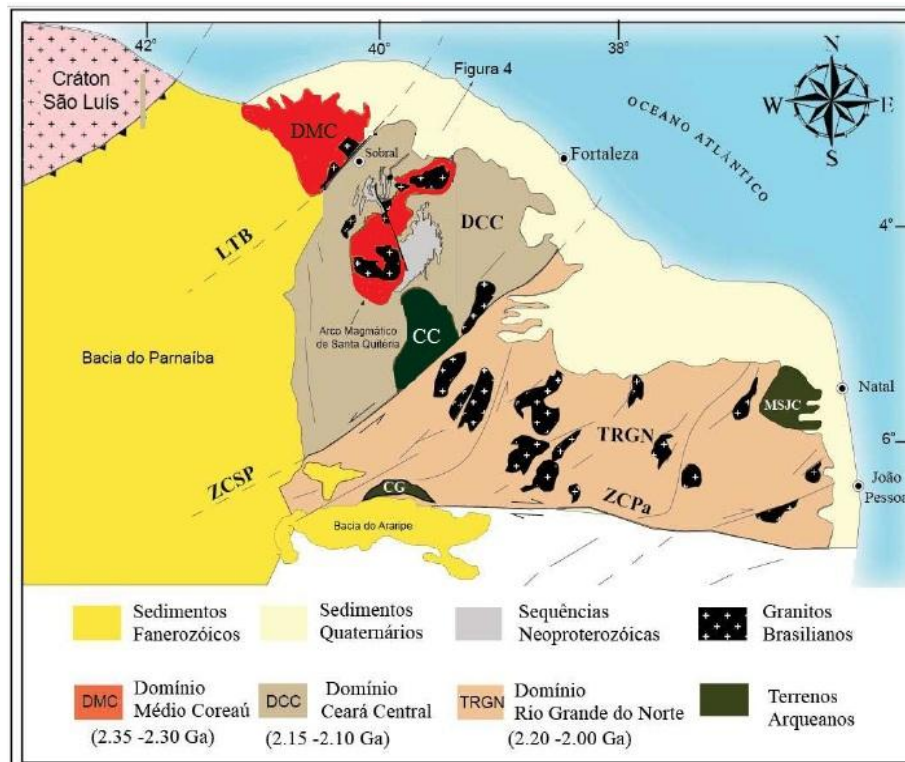 42°
40°
38°
Cráton
São Luís
Figura 4
N
W
E
S
OCEANO ATLÁNTICO
DMC
Sobral
Fortaleza
DCC
4°
LTB
Arco Magmático
de Santa Quitéria
CC
Bacia do Parnaíba
MSJC
Natal
TRGN
6°
ZCSP
CG
ZCPa
João
Pessoa
Bacia do Araripe
Sedimentos
Fanerozóicos
Sedimentos
Quaternários
Sequências
Neoproterozóicas
Granitos
Brasilianos
DMC
Domínio
Médio Coreaú
(2.35 -2.30 Ga)
DCC
Domínio
Ceará Central
(2.15 -2.10 Ga)
TRGN
Domínio
Rio Grande do Norte
(2.20 -2.00 Ga)
Terrenos
Arqueanos